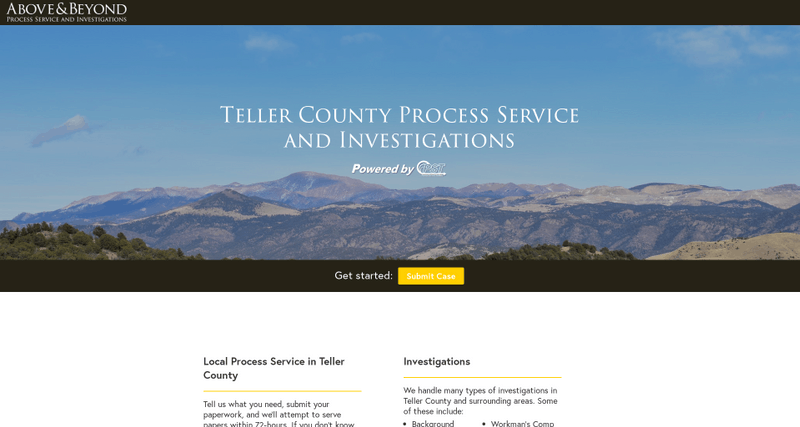 ABOVE&BEYOND
PROCESS SERVICE AND INVESTIGATIONS
TELLER COUNTY PROCESS SERVICE
AND INVESTIGATIONS
Powered by
Get started: Submit Case
Local Process Service in Teller
County
Tell us what you need, submit your
paperwork, and we'll attempt to serve
papers within 72-hours. If you don't know
Investigations
We handle many types of investigations in
Teller County and surrounding areas. Some
of these include:
• Background
• Workman's Comp